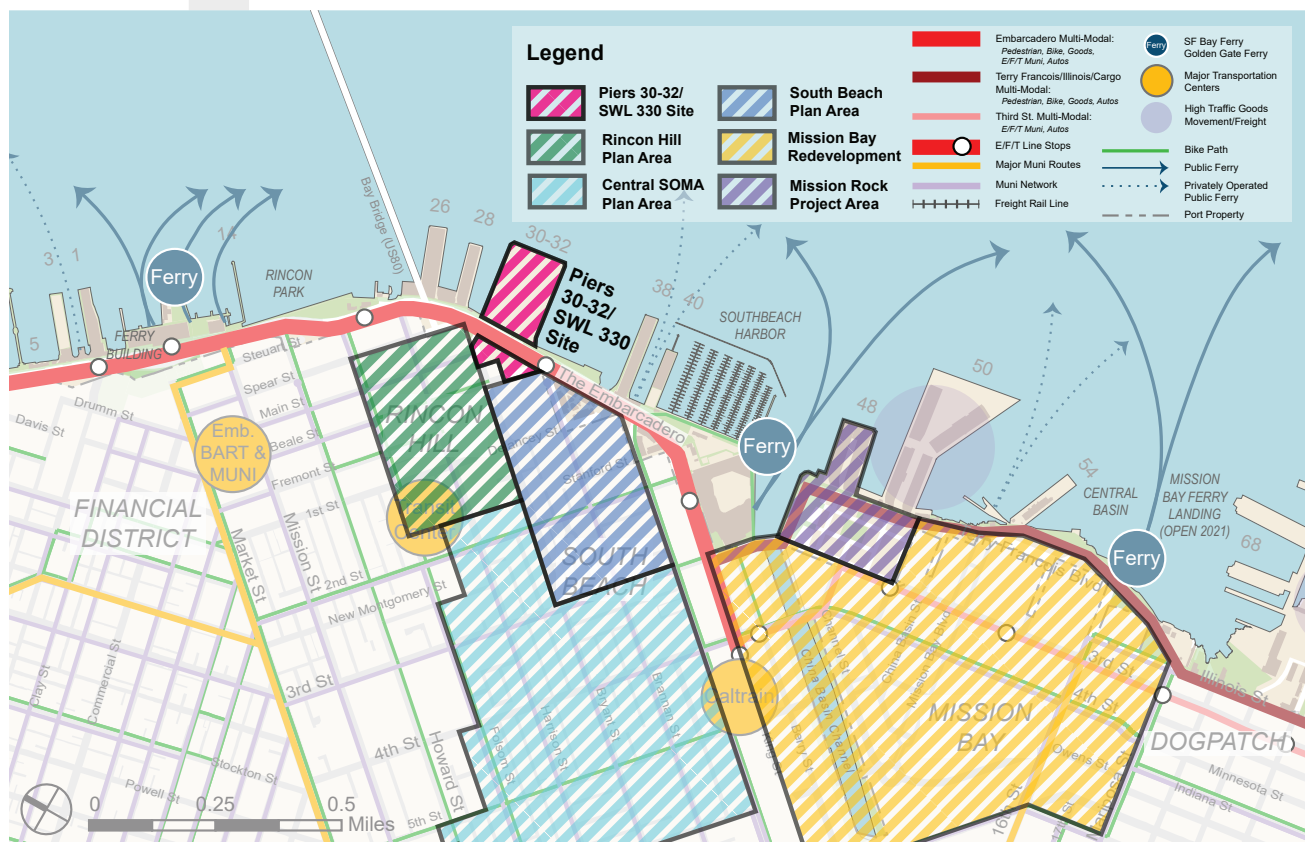 Legend
Piers 30-32/
SWL 330 Site
Rincon Hill
Plan Area
Central SOMA
Plan Area
South Beach
Plan Area
Mission Bay
Redevelopment
Mission Rock
Project Area
Embarcadero Multi-Modal:
Pedestrian, Bike, Goods,
E/F/T Muni, Autos
Terry Francois/Illinois/Cargo
Multi-Modal:
Pedestrian, Bike, Goods, Autos
Third St. Multi-Modal:
E/F/T Muni, Autos
E/F/T Line Stops
Major Muni Routes
Muni Network
Freight Rail Line
Ferry
SF Bay Ferry
Golden Gate Ferry
Major Transportation
Centers
High Traffic Goods
Movement/Freight
Bike Path
Public Ferry
Privately Operated
Public Ferry
Port Property
Bay Bridge (US80)
26
28
30-32
14
3
1
5
Ferry
RINCON
PARK
FERRY
BUILDING
Piers
30-32/
SWL 330
Site
38
40
SOUTHBEACH
HARBOR
50
48
54
CENTRAL
BASIN
MISSION
BAY FERRY
LANDING
(OPEN 2021)
68
Ferry
Ferry
The Embarcadero
Steuart St
Spear St
Main St
Beale St
Fremont St
1st St
2nd St
New Montgomery St
3rd St
4th St
5th St
Drumm St
Davis St
Emb.
BART &
MUNI
Transit
Center
RINCON
HILL
Delancey St
Stanford St
SOUTH
BEACH
FINANCIAL
DISTRICT
Market St
Mission St
Howard St
Folsom St
Harrison St
Bryant St
Brannan St
King St
Berry St
Caltrain
China Basin Channel
Channel St
China Basin St
Mission Bay Blvd
Terry Francois Blvd
3rd St
4th St
Owens St
MISSION
BAY
16th St
17th St
Mariposa St
Illinois St
DOGPATCH
Minnesota St
Indiana St
Clay St
Commercial St
Stockton St
Powell St
0
0.25
0.5
Miles